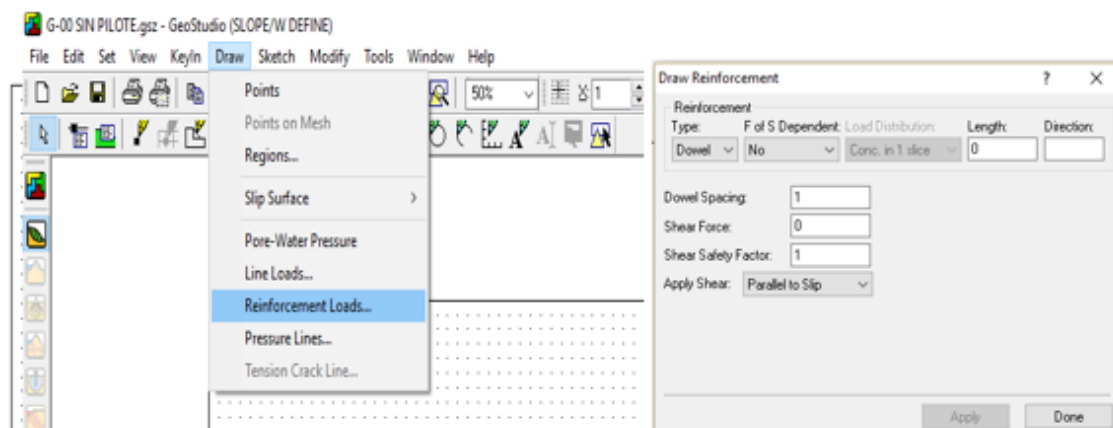 G-00 SIN PILOTE.gsz - GeoStudio (SLOPE/W DEFINE)
File Edit Set View KeyIn Draw Sketch Modify Tools Window Help
50%
1
Points
Points on Mesh
Regions...
Slip Surface
Pore-Water Pressure
Line Loads...
Reinforcement Loads...
Pressure Lines...
Tension Crack Line...
Draw Reinforcement ? X
Reinforcement
Type: F of S Dependent: Load Distribution: Length: Direction:
Dowel No Conc. in 1 slice 0
Dowel Spacing: 1
Shear Force: 0
Shear Safety Factor: 1
Apply Shear: Parallel to Slip
Apply Done